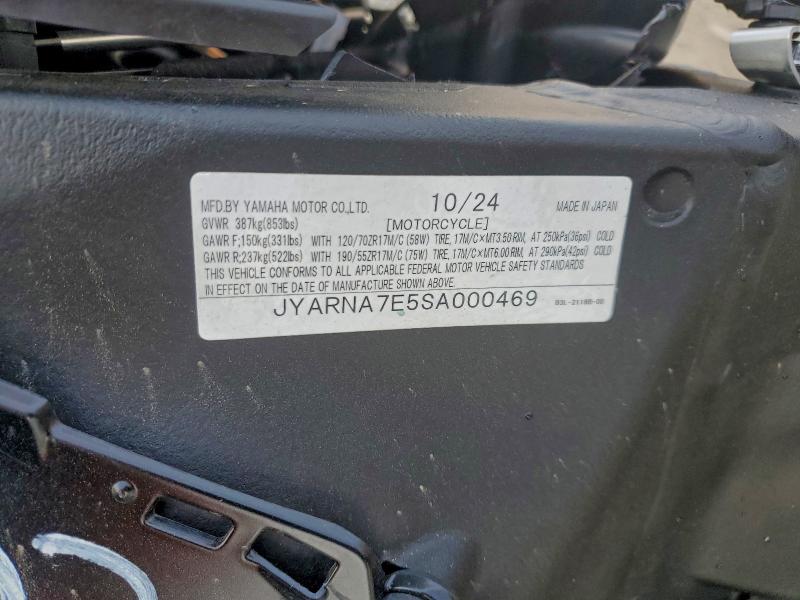 MFD.BY YAMAHA MOTOR CO.,LTD. 10/24 MADE IN JAPAN
GVWR 387kg(853lbs) [MOTORCYCLE]
GAWR F;150kg(331lbs) WITH 120/70ZR17M/C (58W) TIRE, 17M/C×MT3.50 RIM, AT 250kPa(36psi) COLD
GAWR R;237kg(522lbs) WITH 190/55ZR17M/C (75W) TIRE, 17M/C×MT6.00 RIM, AT 290kPa(42psi) COLD
THIS VEHICLE CONFORMS TO ALL APPLICABLE FEDERAL MOTOR VEHICLE SAFETY STANDARDS
IN EFFECT ON THE DATE OF MANUFACTURE SHOWN ABOVE.
JYARNA7E5SA000469